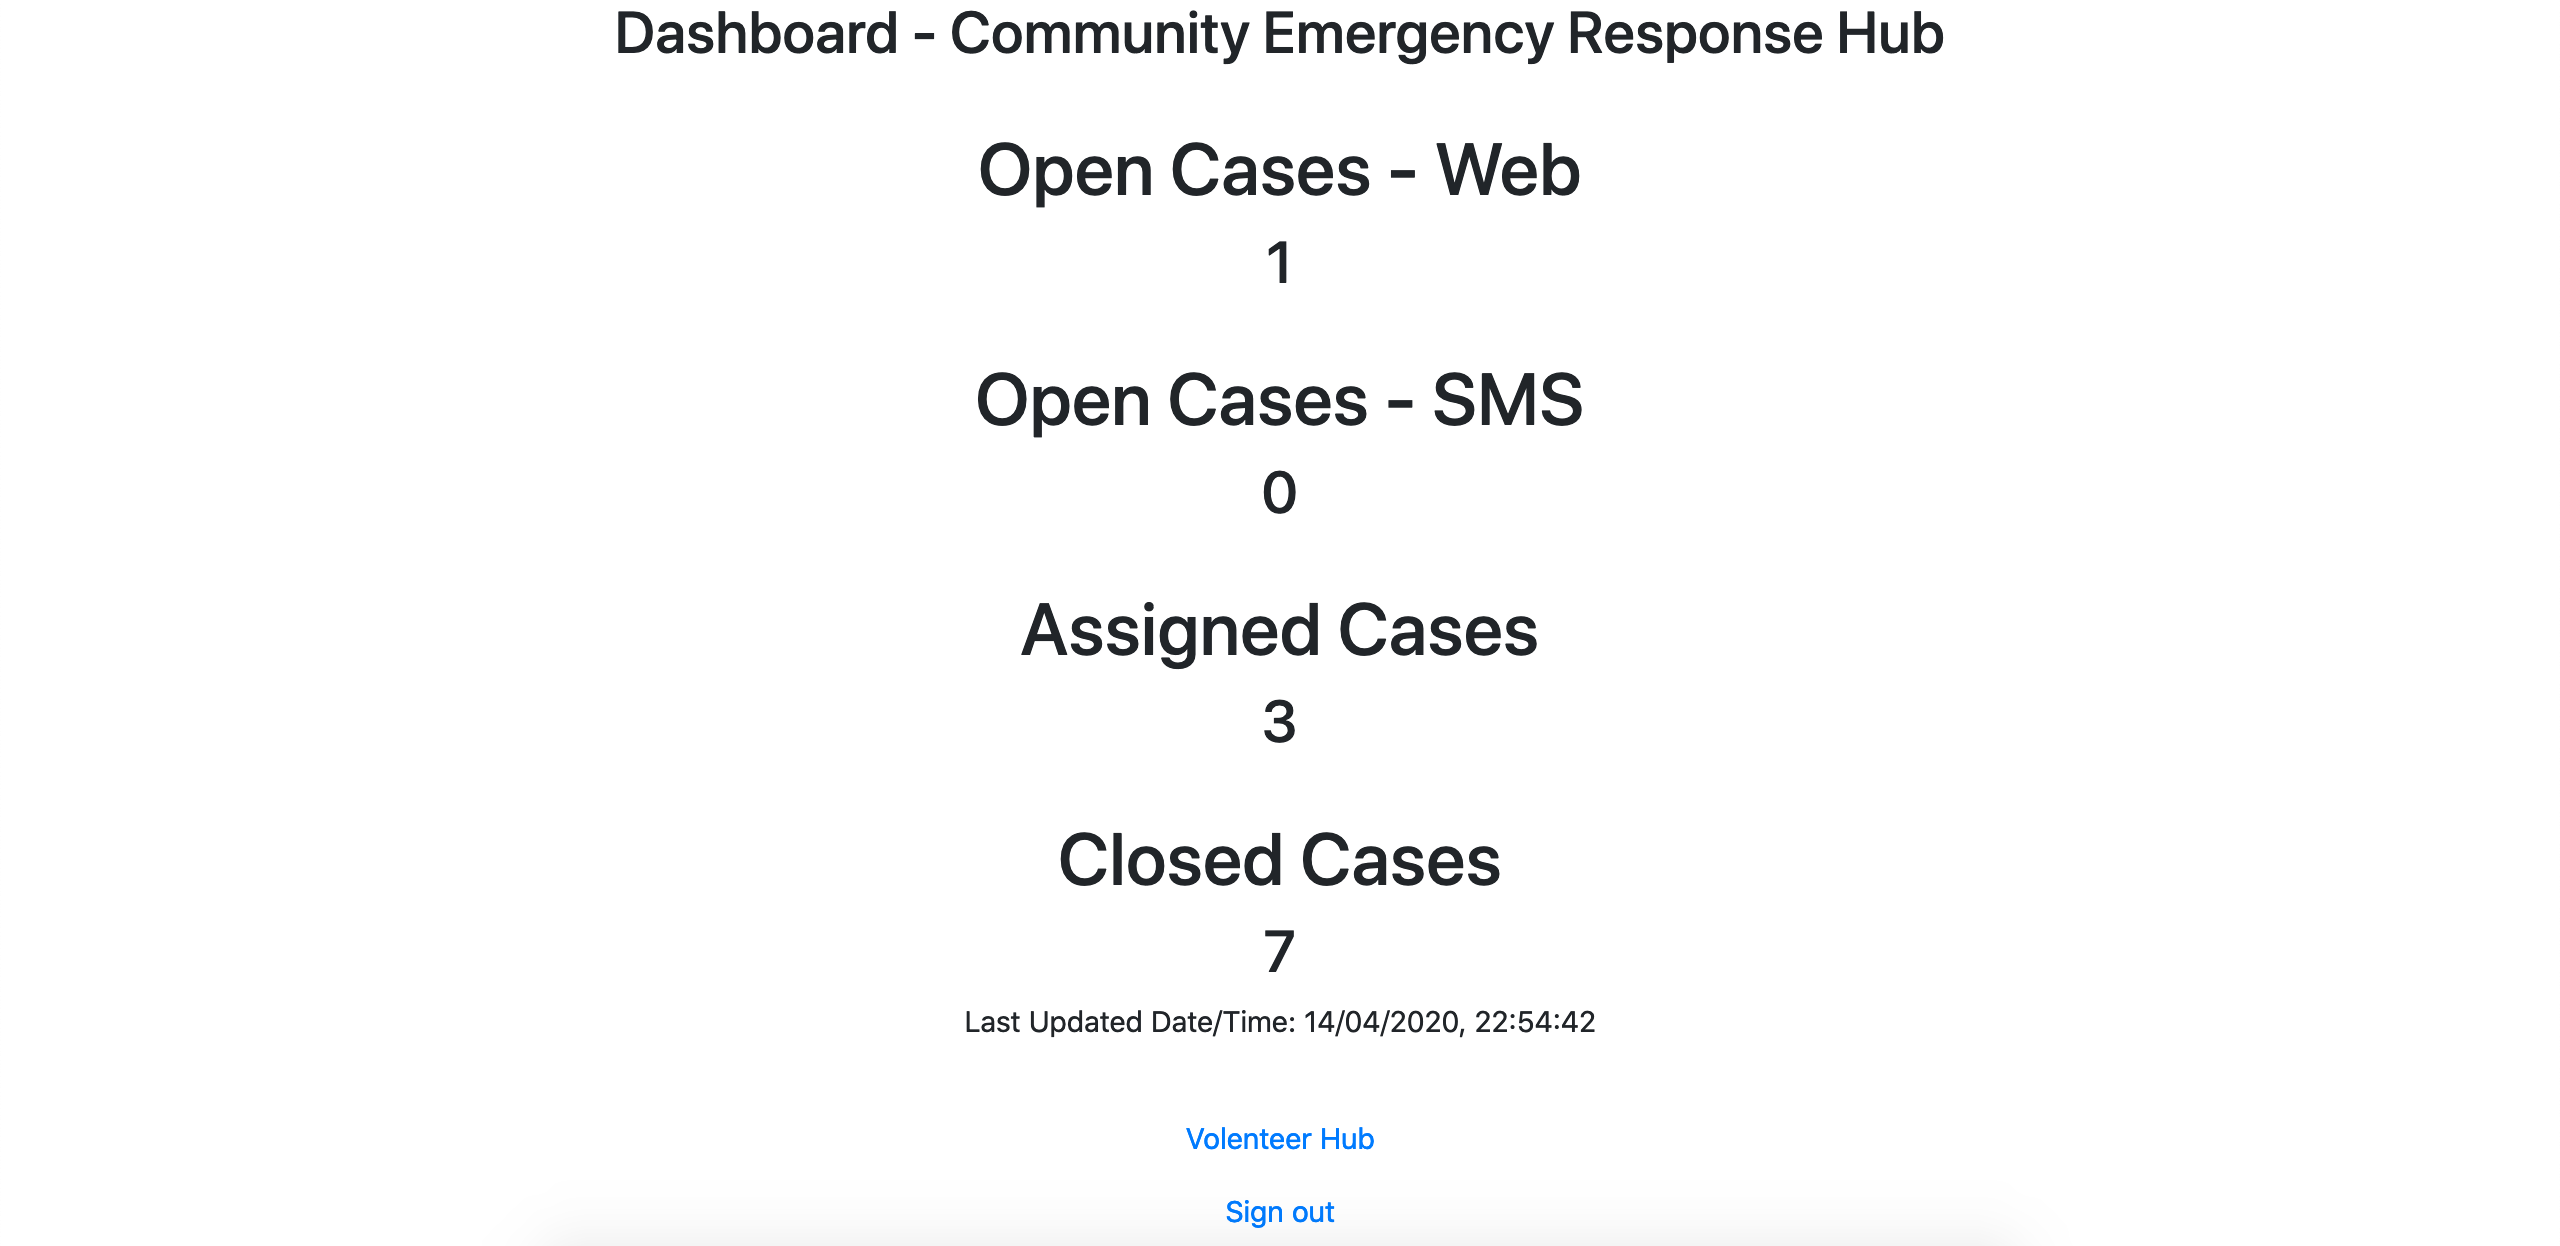 Dashboard - Community Emergency Response Hub
Open Cases - Web
1
Open Cases - SMS
0
Assigned Cases
3
Closed Cases
7
Last Updated Date/Time: 14/04/2020, 22:54:42
Volenteer Hub
Sign out